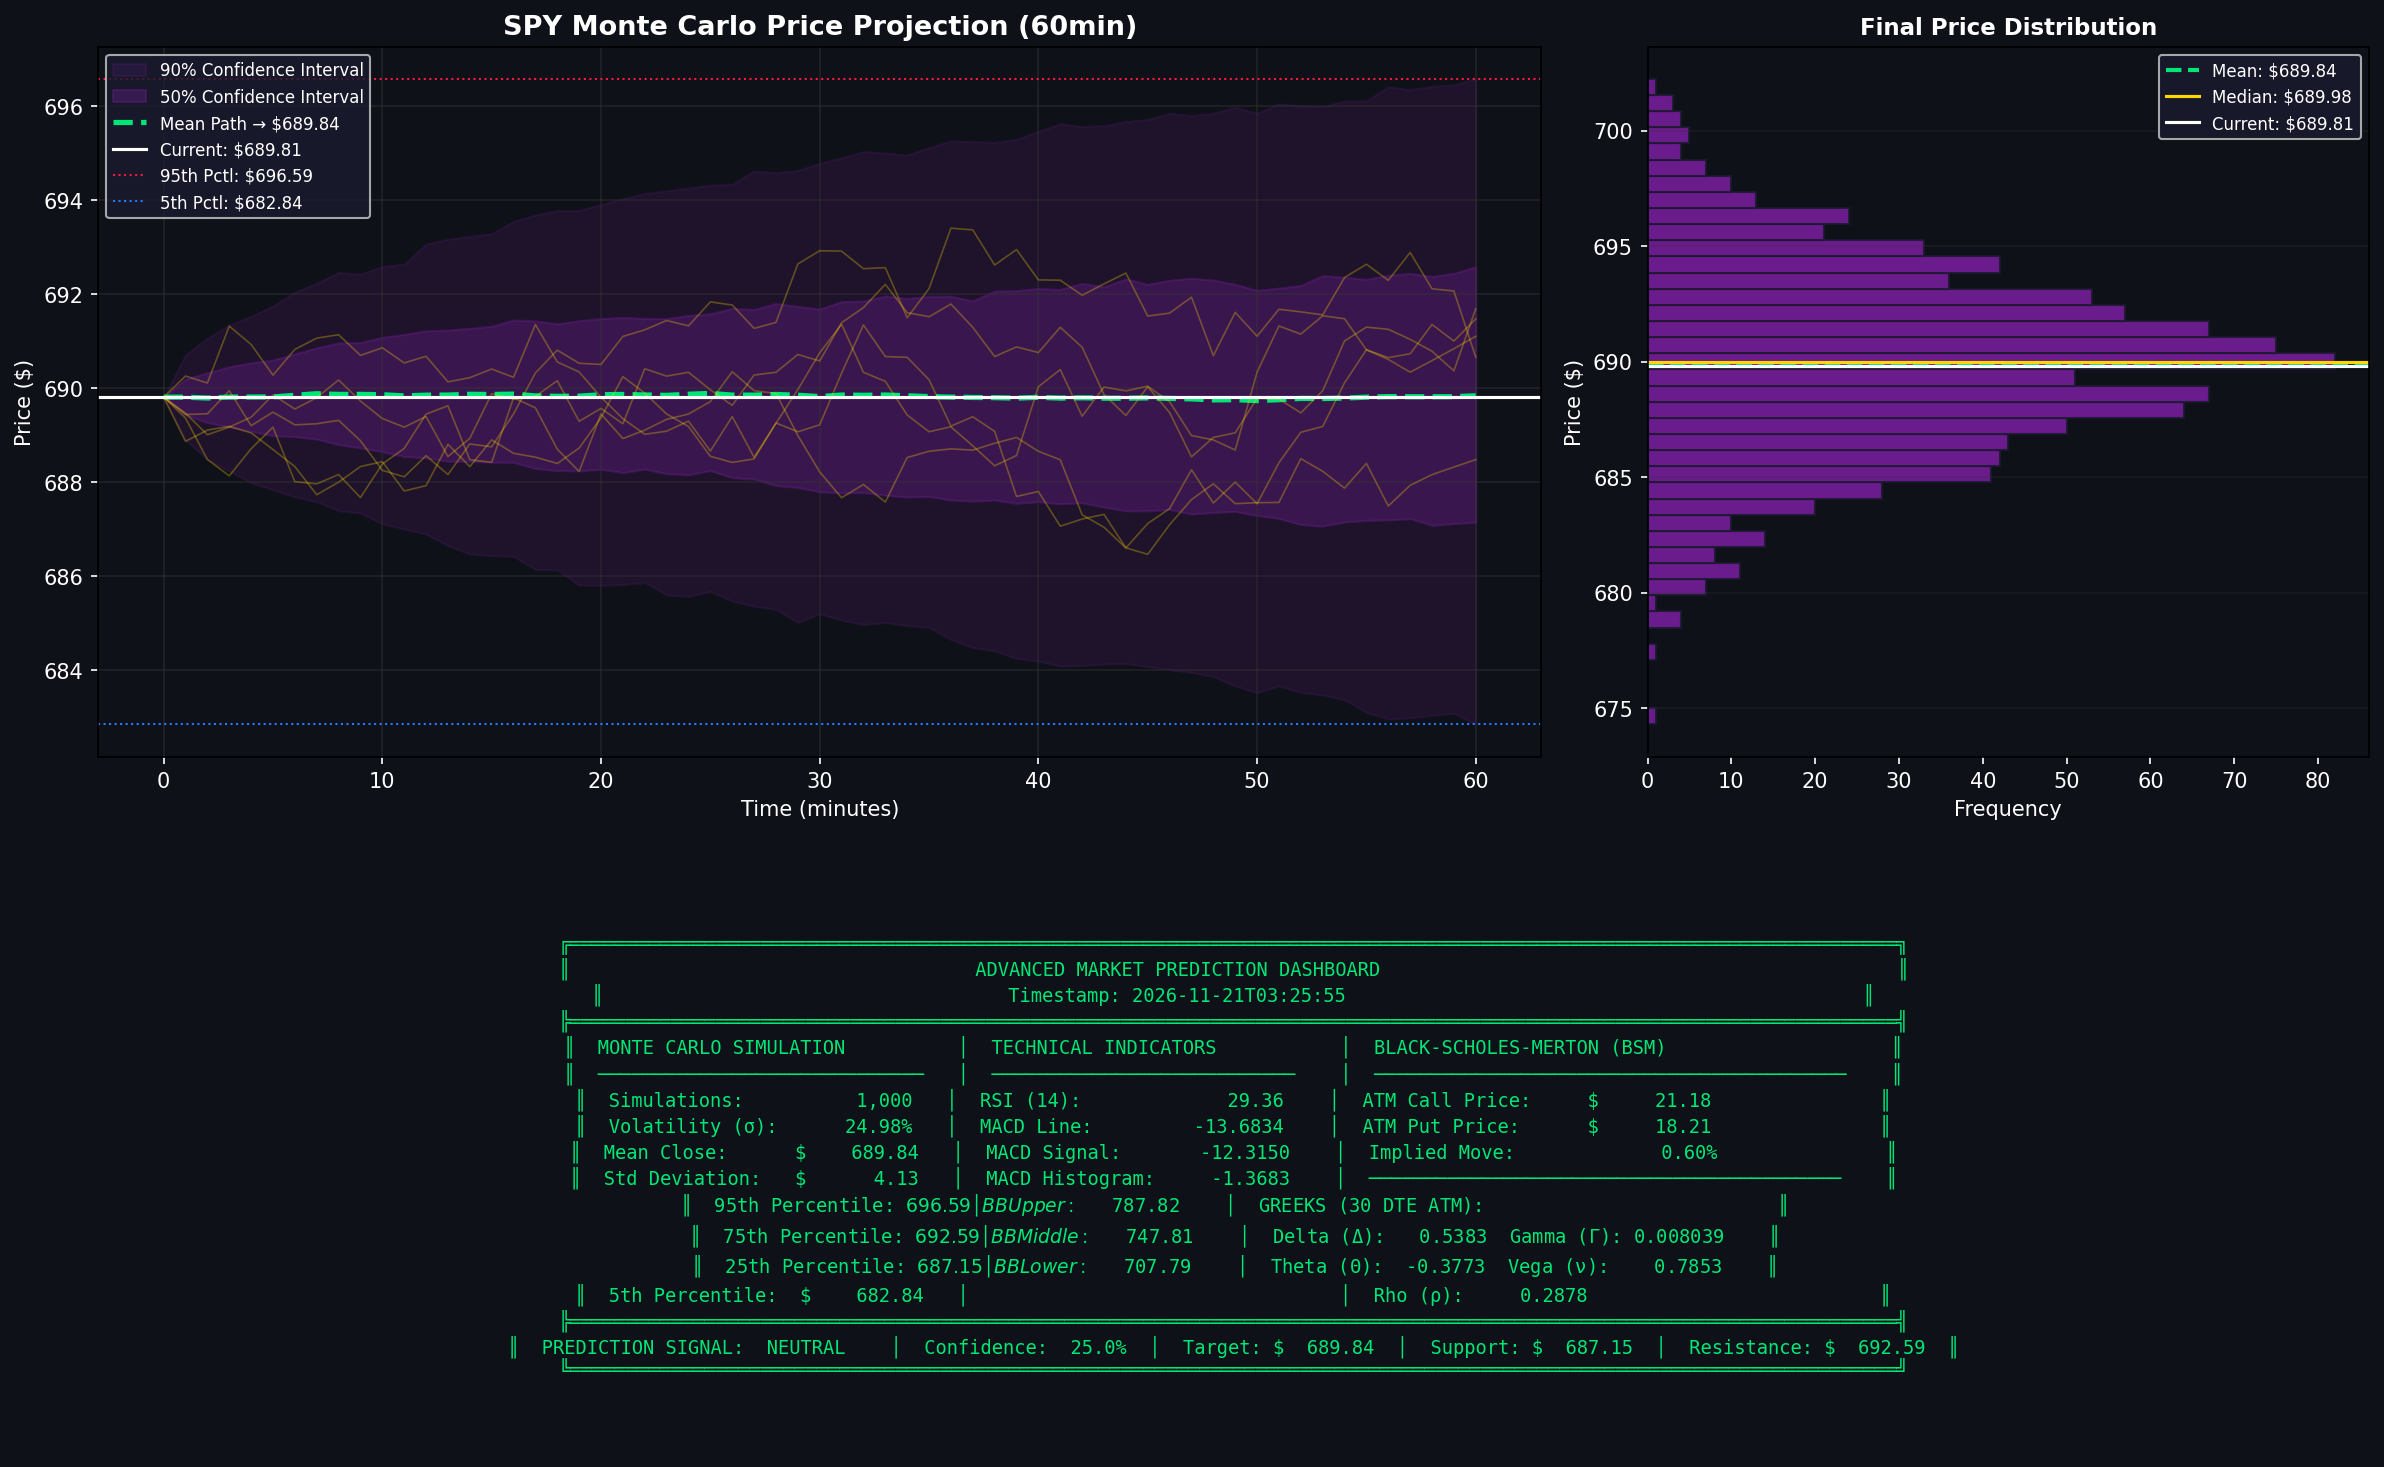 SPY Monte Carlo Price Projection (60min)
90% Confidence Interval
50% Confidence Interval
Mean Path → $689.84
Current: $689.81
95th Pctl: $696.59
5th Pctl: $682.84
Price ($)
696
694
692
690
688
686
684
0 10 20 30 40 50 60
Time (minutes)
Final Price Distribution
Mean: $689.84
Median: $689.98
Current: $689.81
Price ($)
700
695
690
685
680
675
0 10 20 30 40 50 60 70 80
Frequency
ADVANCED MARKET PREDICTION DASHBOARD
Timestamp: 2026-11-21T03:25:55
MONTE CARLO SIMULATION │ TECHNICAL INDICATORS │ BLACK-SCHOLES-MERTON (BSM)
Simulations: 1,000 │ RSI (14): 29.36 │ ATM Call Price: $ 21.18
Volatility (σ): 24.98% │ MACD Line: -13.6834 │ ATM Put Price: $ 18.21
Mean Close: $ 689.84 │ MACD Signal: -12.3150 │ Implied Move: 0.60%
Std Deviation: $ 4.13 │ MACD Histogram: -1.3683 │
95th Percentile: 696.59│BBUpper: 787.82 │ GREEKS (30 DTE ATM):
75th Percentile: 692.59│BBMiddle: 747.81 │ Delta (Δ): 0.5383 Gamma (Γ): 0.008039
25th Percentile: 687.15│BBLower: 707.79 │ Theta (Θ): -0.3773 Vega (ν): 0.7853
5th Percentile: $ 682.84 │ │ Rho (ρ): 0.2878
PREDICTION SIGNAL: NEUTRAL │ Confidence: 25.0% │ Target: $ 689.84 │ Support: $ 687.15 │ Resistance: $ 692.59